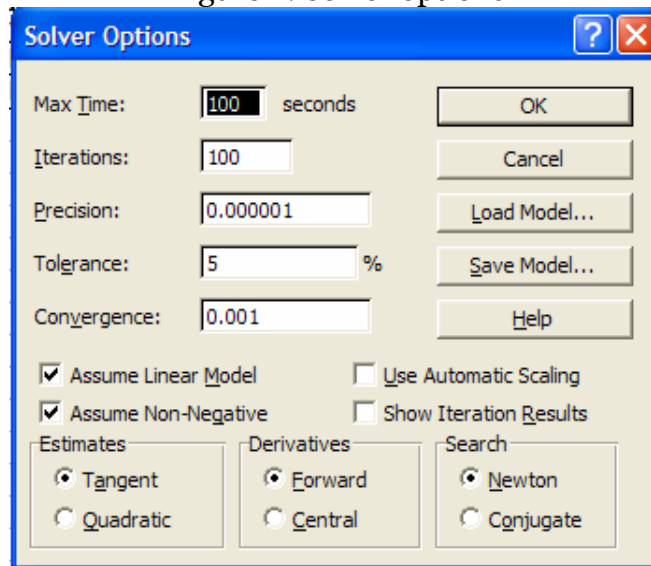 Solver Options
Max Time: 100 seconds
OK
Iterations: 100
Cancel
Precision: 0.000001
Load Model...
Tolerance: 5 %
Save Model...
Convergence: 0.001
Help
Assume Linear Model
Use Automatic Scaling
Assume Non-Negative
Show Iteration Results
Estimates
Derivatives
Search
Tangent
Forward
Newton
Quadratic
Central
Conjugate